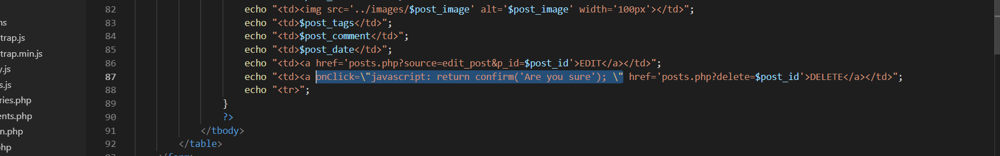 82 echo "<td><img src='../images/$post_image' alt='$post_image' width='100px'></td>";
ns
83 echo "<td>$post_tags</td>";
trap.js
84 echo "<td>$post_comment</td>";
85 echo "<td>$post_date</td>";
trap.min.js
86 echo "<td><a href='posts.php?source=edit_post&p_id=$post_id'>EDIT</a></td>";
y.js
87 echo "<td><a onClick=\"javascript: return confirm('Are you sure'); \" href='posts.php?delete=$post_id'>DELETE</a></td>";
s.js
88 echo "<tr>";
ries.php
89 }
ents.php
90 ?>
n.php
91 </tbody>
92 </table>
hp